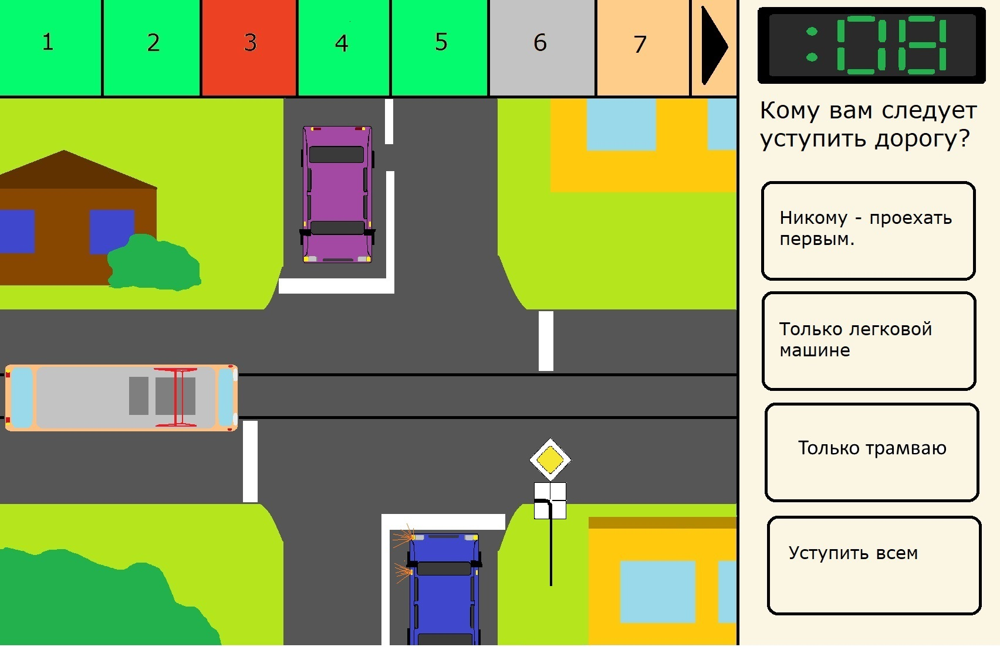 1 2 3 4 5 6 7
:08
Кому вам следует
уступить дорогу?
Никому - проехать
первым.
Только легковой
машине
Только трамваю
Уступить всем